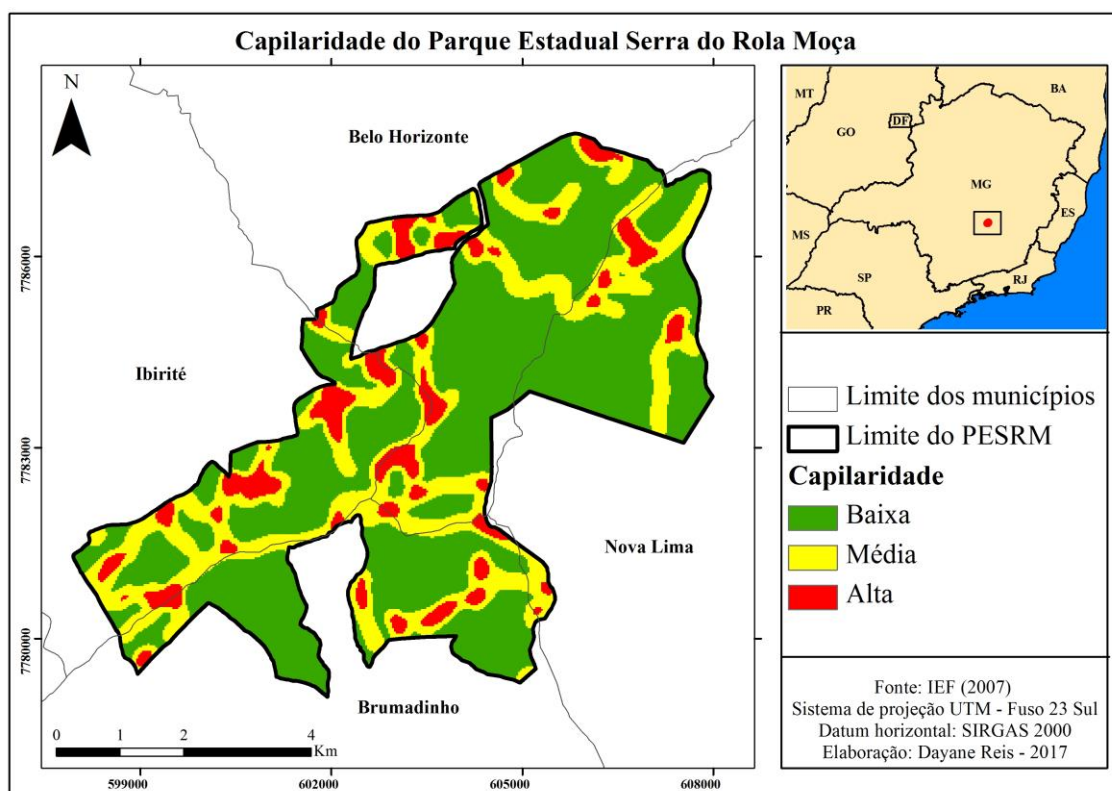 Capilaridade do Parque Estadual Serra do Rola Moça
N
Belo Horizonte
Ibirité
Nova Lima
Brumadinho
7786000
7783000
7780000
0 1 2 4
Km
599000 602000 605000 608000
MT
BA
GO
DF
MG
ES
MS
SP
RJ
PR
Limite dos municípios
Limite do PESRM
Capilaridade
Baixa
Média
Alta
Fonte: IEF (2007)
Sistema de projeção UTM - Fuso 23 Sul
Datum horizontal: SIRGAS 2000
Elaboração: Dayane Reis - 2017